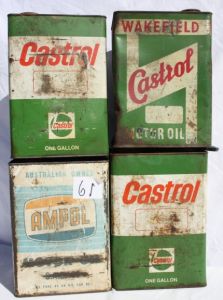 Castrol
Castrol
ONE GALLON
WAKEFIELD
Castrol
MOTOR OIL
AUSTRALIAN OWNED
61
AMPOL
Castrol
Castrol
ONE GALLON